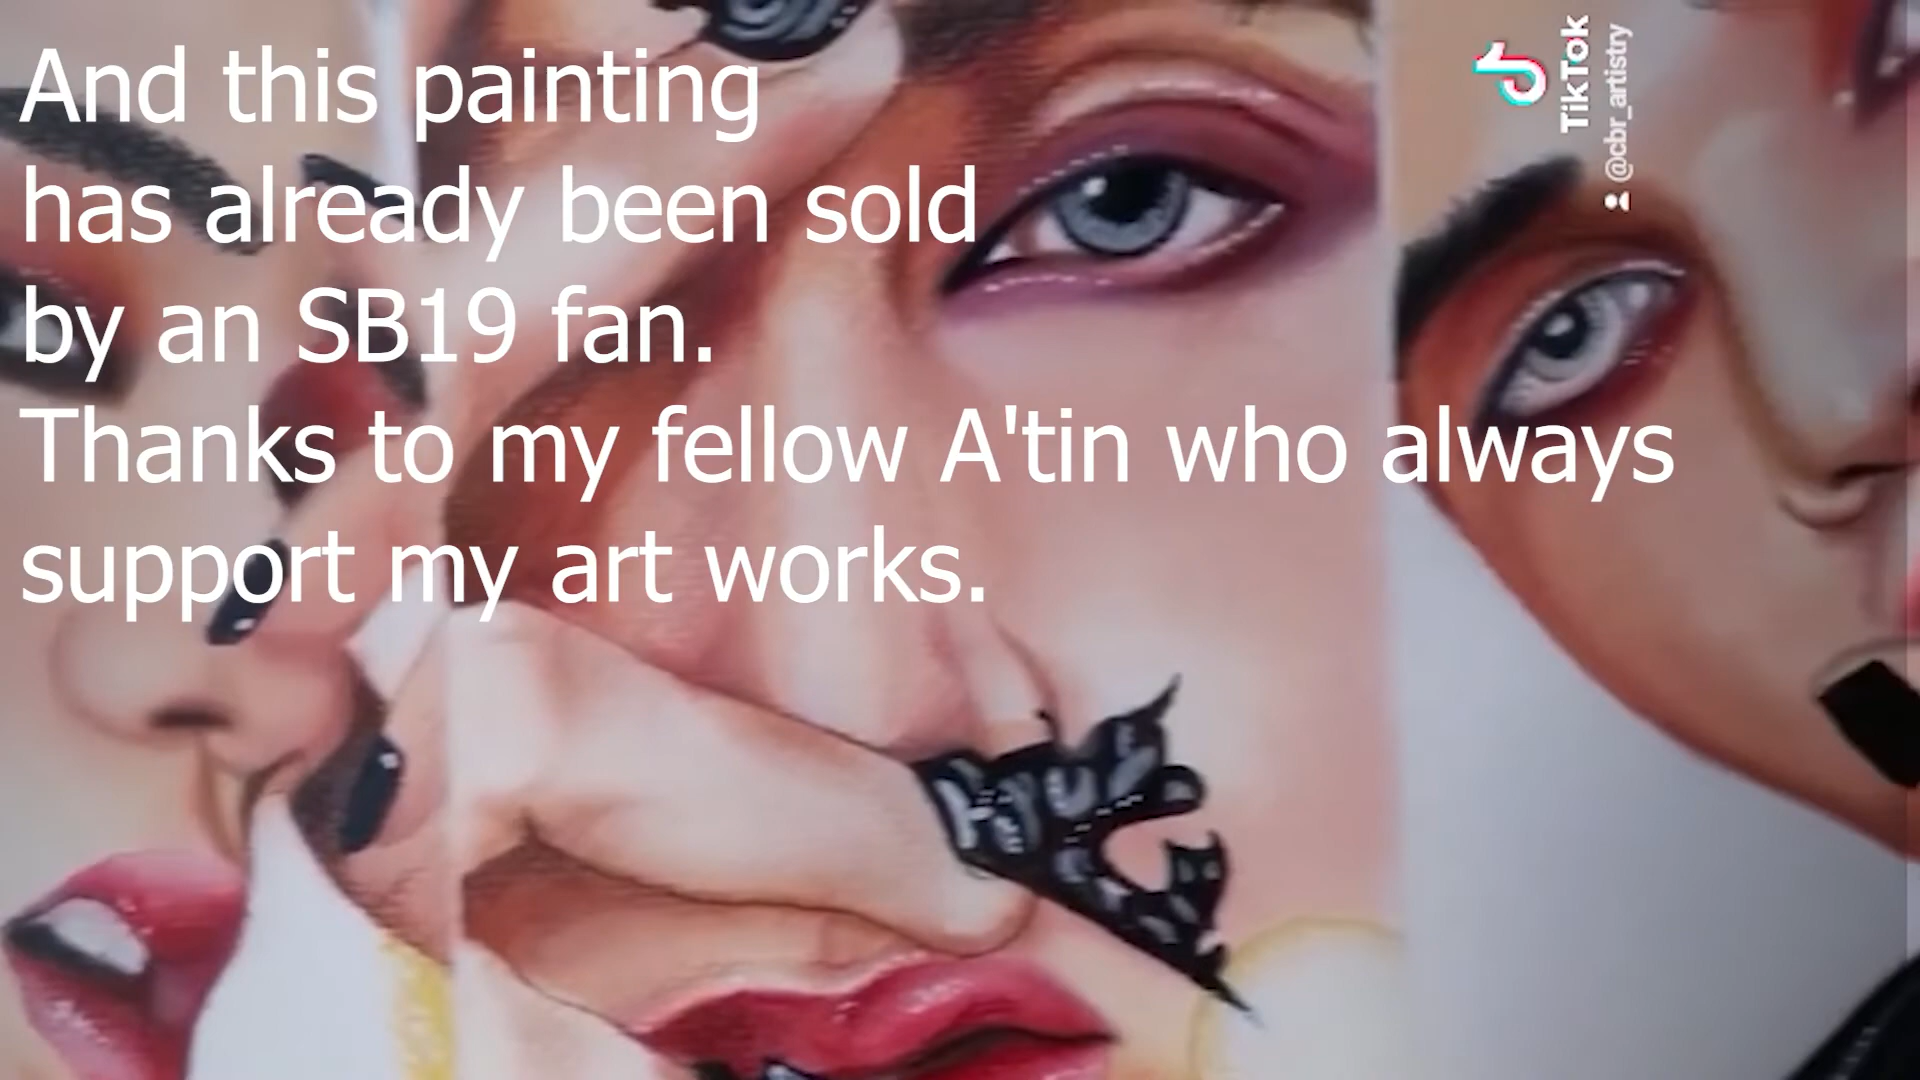 And this painting
has already been sold
by an SB19 fan.
Thanks to my fellow A'tin who always
support my art works.
TikTok
@cbr_artistry